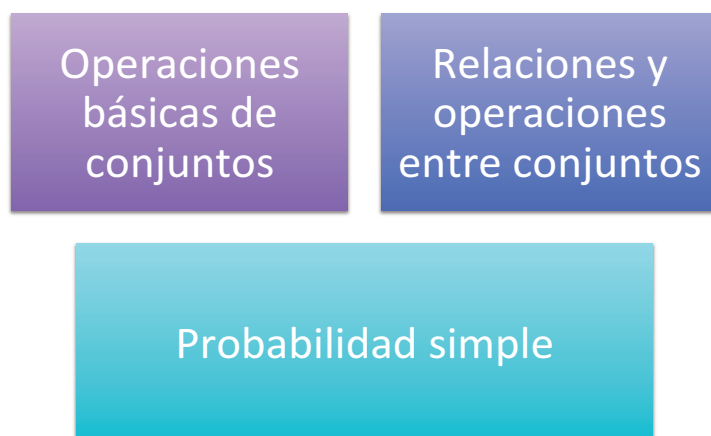 Operaciones
básicas de
conjuntos
Relaciones y
operaciones
entre conjuntos
Probabilidad simple